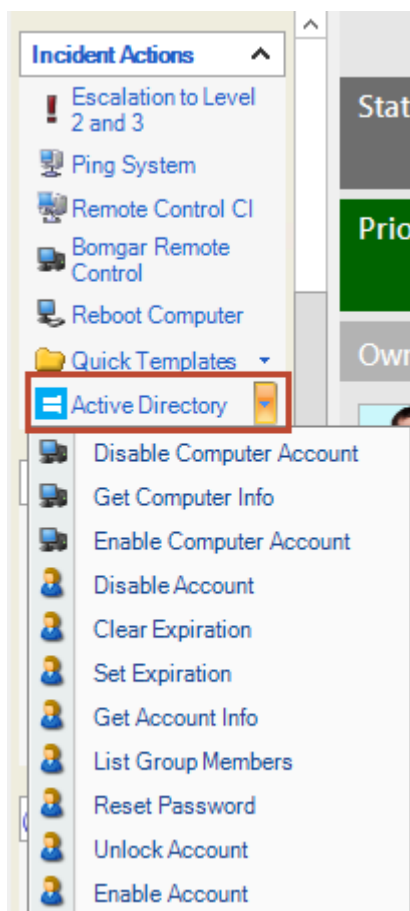 Incident Actions
Escalation to Level
2 and 3
Ping System
Remote Control CI
Bomgar Remote
Control
Reboot Computer
Quick Templates
Active Directory
Disable Computer Account
Get Computer Info
Enable Computer Account
Disable Account
Clear Expiration
Set Expiration
Get Account Info
List Group Members
Reset Password
Unlock Account
Enable Account
Stat
Prio
Own